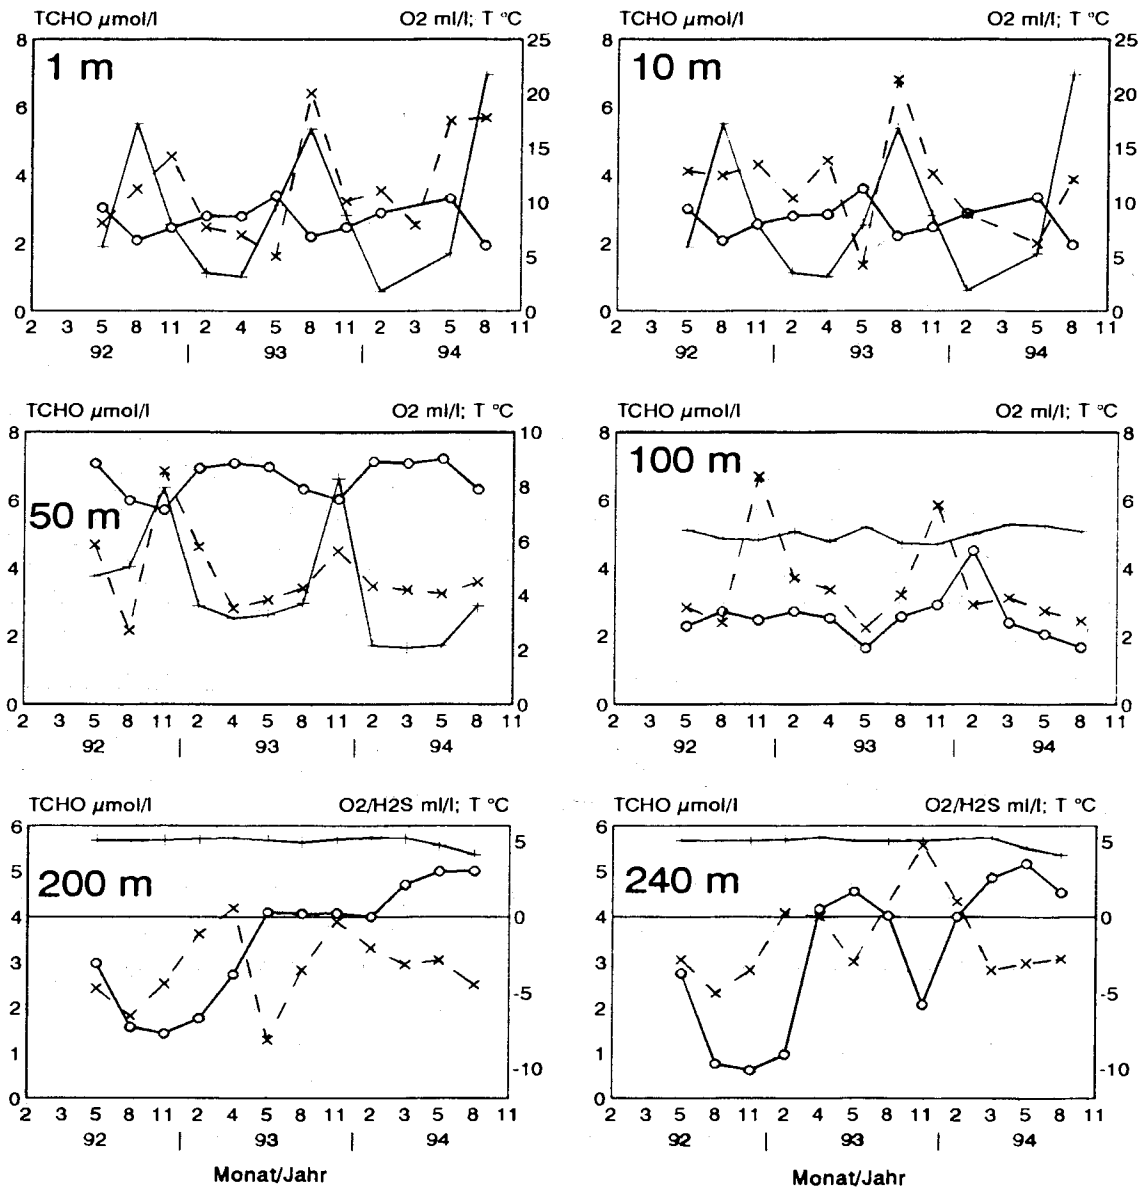 TCHO µmol/l O2 ml/l; T °C
1 m
8 25
20
6
15
4
10
2
5
0 0
2 3 5 8 11 2 4 5 8 11 2 3 5 8 11
92 | 93 | 94
TCHO µmol/l O2 ml/l; T °C
10 m
8 25
20
6
15
4
10
2
5
0 0
2 3 5 8 11 2 4 5 8 11 2 3 5 8 11
92 | 93 | 94
TCHO µmol/l O2 ml/l; T °C
50 m
8 10
8
6
6
4
4
2
2
0 0
2 3 5 8 11 2 4 5 8 11 2 3 5 8 11
92 | 93 | 94
TCHO µmol/l O2 ml/l; T °C
100 m
8 8
6 6
4 4
2 2
0 0
2 3 5 8 11 2 4 5 8 11 2 3 5 8 11
92 | 93 | 94
TCHO µmol/l O2/H2S ml/l; T °C
200 m
6
5 5
4 0
3
-5
2
1 -10
0
2 3 5 8 11 2 4 5 8 11 2 3 5 8 11
92 | 93 | 94
Monat/Jahr
TCHO µmol/l O2/H2S ml/l; T °C
240 m
6
5 5
4 0
3
-5
2
1 -10
0
2 3 5 8 11 2 4 5 8 11 2 3 5 8 11
92 | 93 | 94
Monat/Jahr